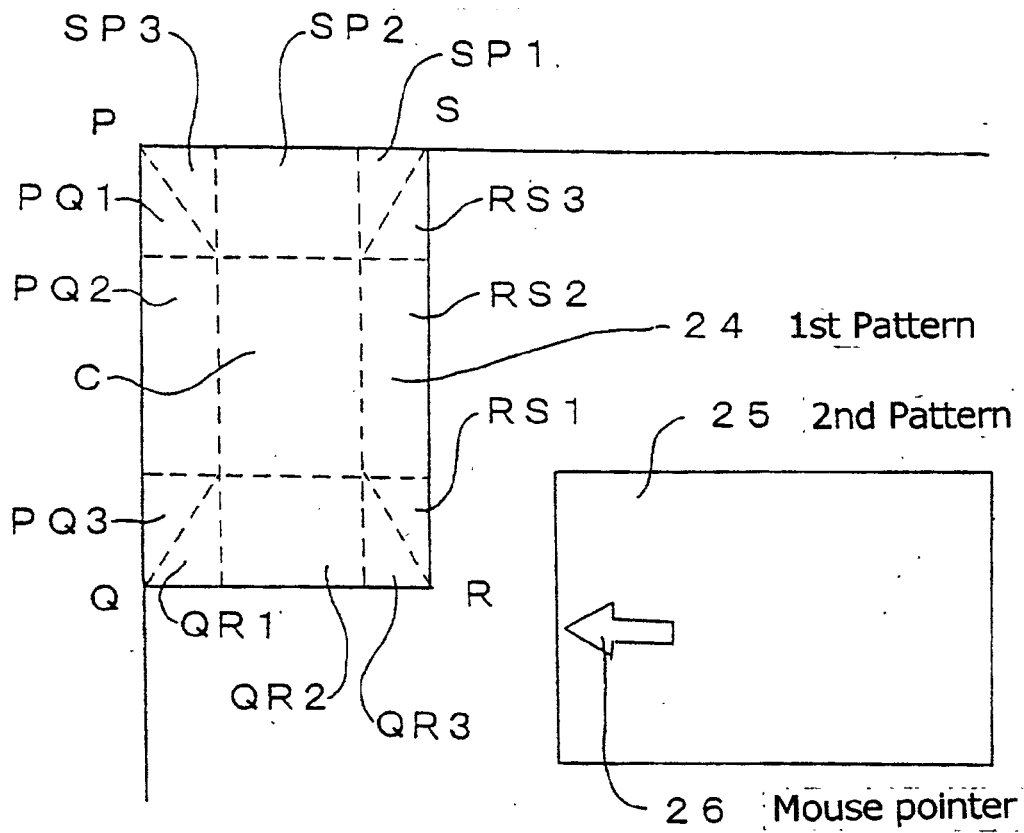 SP3
SP2
SP1
P
S
PQ1
RS3
PQ2
RS2
24 1st Pattern
C
RS1
25 2nd Pattern
PQ3
Q
R
QR1
QR2
QR3
26 Mouse pointer